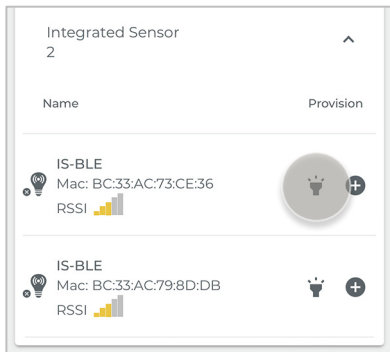 Integrated Sensor
2
Name Provision
IS-BLE
Mac: BC:33:AC:73:CE:36
RSSI
IS-BLE
Mac: BC:33:AC:79:8D:DB
RSSI